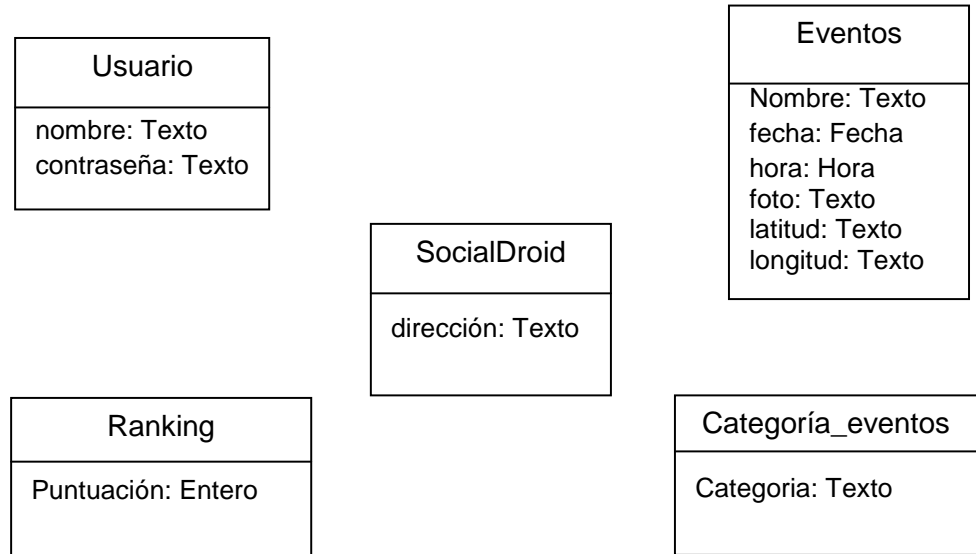 Usuario
nombre: Texto
contraseña: Texto
Eventos
Nombre: Texto
fecha: Fecha
hora: Hora
foto: Texto
latitud: Texto
longitud: Texto
SocialDroid
dirección: Texto
Ranking
Puntuación: Entero
Categoría_eventos
Categoria: Texto